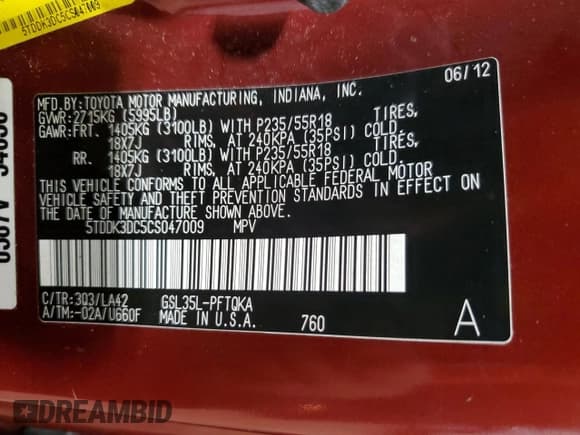 5TDDK3DC5CS047009
MFD.BY:TOYOTA MOTOR MANUFACTURING, INDIANA, INC. 06/12
GVWR:2715KG (5995LB)
GAWR:FRT. 1405KG (3100LB) WITH P235/55R18 TIRES,
18X7J RIMS, AT 240KPA (35PSI) COLD.
RR. 1405KG (3100LB) WITH P235/55R18 TIRES,
18X7J RIMS, AT 240KPA (35PSI) COLD.
THIS VEHICLE CONFORMS TO ALL APPLICABLE FEDERAL MOTOR
VEHICLE SAFETY AND THEFT PREVENTION STANDARDS IN EFFECT ON
THE DATE OF MANUFACTURE SHOWN ABOVE.
5TDDK3DC5CS047009 MPV
C/TR:3Q3/LA42 GSL35L-PFTQKA
A/TM:-02A/U660F MADE IN U.S.A. 760 A
DREAMBID